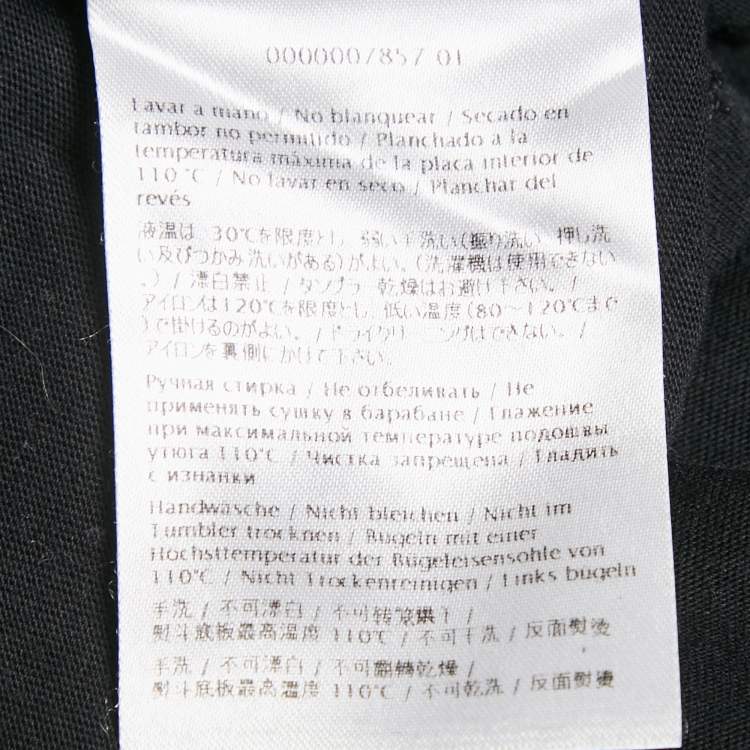 000000785/ 01
Lavar a mano / No blanquear / Secado en
tambor no permitido / Planchado a la
temperatura máxima de la placa interior de
110°C / No lavar en seco / Planchar del
revés
液温は、30℃を限度とし、弱い手洗い(振り洗い、押し洗
い及びつかみ洗いがある)がよい。(洗濯機は使用できない
。) / 漂白禁止 / タンブラー乾燥はお避け下さい。 /
アイロンは120℃を限度とし、低い温度(80～120℃まで
)で掛けるのがよい。 / ドライクリーニングはできない。 /
アイロンを裏側にかけて下さい。
Ручная стирка / Не отбеливать / Не
применять сушку в барабане / Глажение
при максимальной температуре подошвы
утюга 110°C / Чистка запрещена / Гладить
с изнанки
Handwäsche / Nicht bleichen / Nicht im
Tumbler trocknen / Bügeln mit einer
Höchsttemperatur der Bügeleisensohle von
110°C / Nicht Trockenreinigen / Links bügeln
手洗 / 不可漂白 / 不可转笼烘干 /
熨斗底板最高温度 110℃ / 不可干洗 / 反面熨烫
手洗 / 不可漂白 / 不可翻轉乾燥 /
熨斗底板最高溫度 110℃ / 不可乾洗 / 反面熨燙